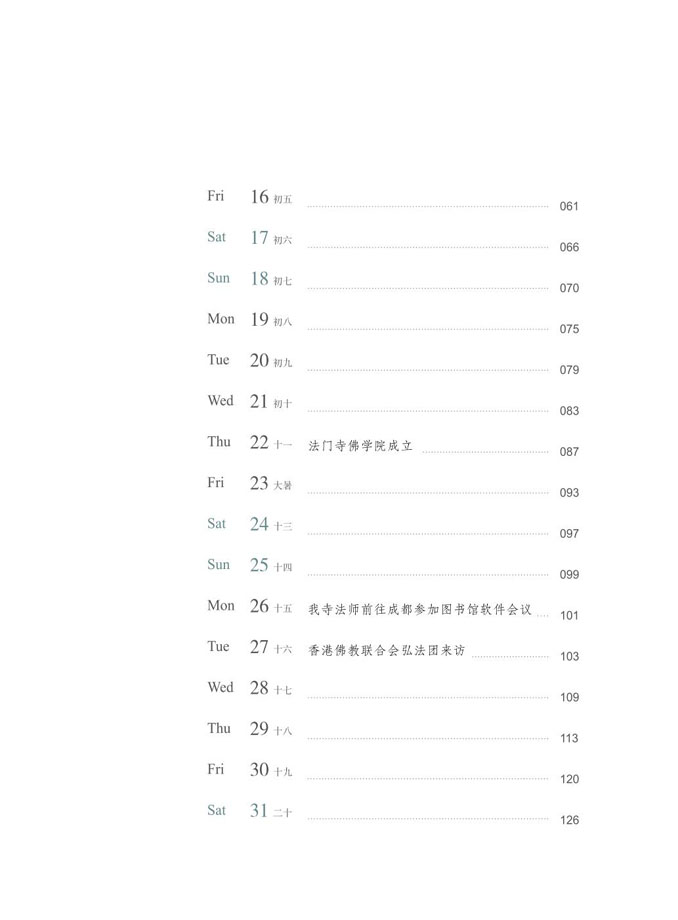 Fri 16 初五 061
Sat 17 初六 066
Sun 18 初七 070
Mon 19 初八 075
Tue 20 初九 079
Wed 21 初十 083
Thu 22 十一 法门寺佛学院成立 087
Fri 23 大暑 093
Sat 24 十三 097
Sun 25 十四 099
Mon 26 十五 我寺法师前往成都参加图书馆软件会议 101
Tue 27 十六 香港佛教联合会弘法团来访 103
Wed 28 十七 109
Thu 29 十八 113
Fri 30 十九 120
Sat 31 二十 126